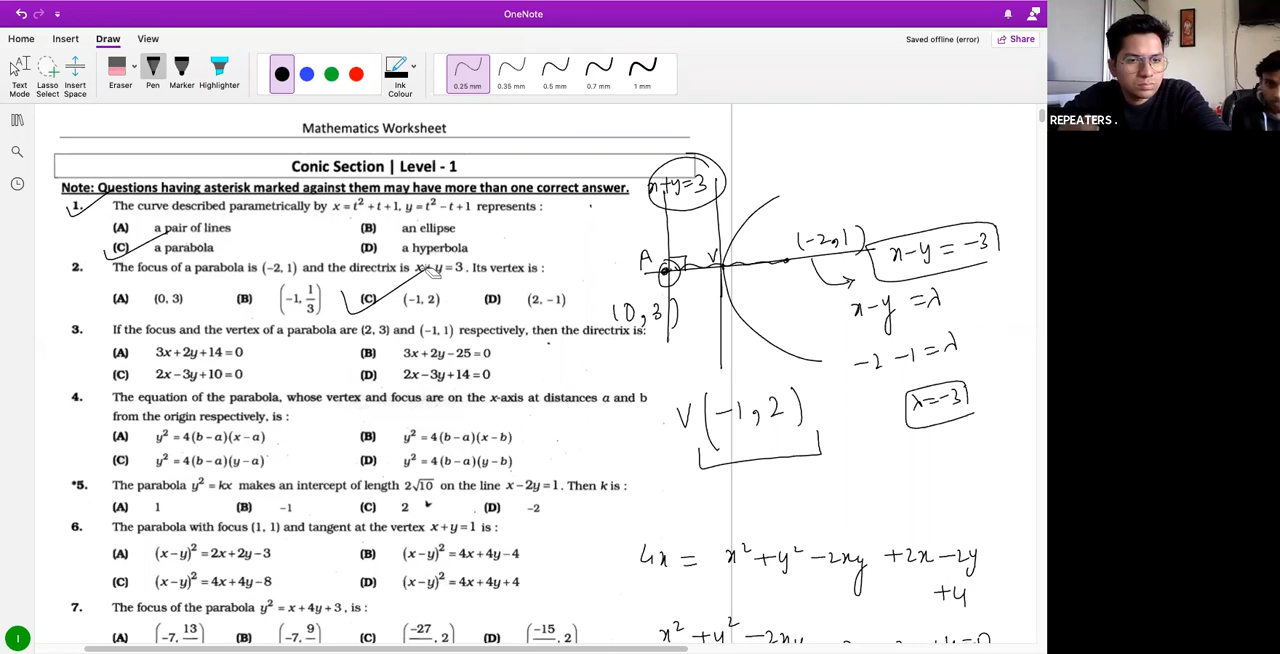 OneNote
Home Insert Draw View
Saved offline (error) Share
Text Mode Lasso Select Insert Space Eraser Pen Marker Highlighter Ink Colour 0.25 mm 0.35 mm 0.5 mm 0.7 mm 1 mm
REPEATERS .
Mathematics Worksheet
Conic Section | Level - 1
Note: Questions having asterisk marked against them may have more than one correct answer.
1. The curve described parametrically by x = t² + t + 1, y = t² − t + 1 represents :
(A) a pair of lines (B) an ellipse
(C) a parabola (D) a hyperbola
2. The focus of a parabola is (−2, 1) and the directrix is x + y = 3. Its vertex is :
(A) (0, 3) (B) (−1, 1/3) (C) (−1, 2) (D) (2, −1)
3. If the focus and the vertex of a parabola are (2, 3) and (−1, 1) respectively, then the directrix is:
(A) 3x + 2y + 14 = 0 (B) 3x + 2y − 25 = 0
(C) 2x − 3y + 10 = 0 (D) 2x − 3y + 14 = 0
4. The equation of the parabola, whose vertex and focus are on the x-axis at distances a and b
from the origin respectively, is :
(A) y² = 4(b − a)(x − a) (B) y² = 4(b − a)(x − b)
(C) y² = 4(b − a)(y − a) (D) y² = 4(b − a)(y − b)
*5. The parabola y² = kx makes an intercept of length 2√10 on the line x − 2y = 1. Then k is :
(A) 1 (B) −1 (C) 2 (D) −2
6. The parabola with focus (1, 1) and tangent at the vertex x + y = 1 is :
(A) (x − y)² = 2x + 2y − 3 (B) (x − y)² = 4x + 4y − 4
(C) (x − y)² = 4x + 4y − 8 (D) (x − y)² = 4x + 4y + 4
7. The focus of the parabola y² = x + 4y + 3, is :
(A) (−7, 13 (B) (−7, 9 (C) (−27 , 2) (D) (−15 , 2)
x+y=3
A V (-2,1) x-y = -3
(0,3)
x-y = λ
-2-1 = λ
λ=-3
V(-1,2)
4x = x²+y²-2xy +2x-2y
+4
x²+y²-2xy
I